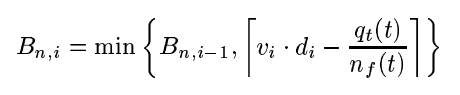 $B_{n,i} = \min \left\{ B_{n,i-1}, \left\lceil v_i \cdot d_i - \frac{q_t(t)}{n_f(t)} \right\rceil \right\}$